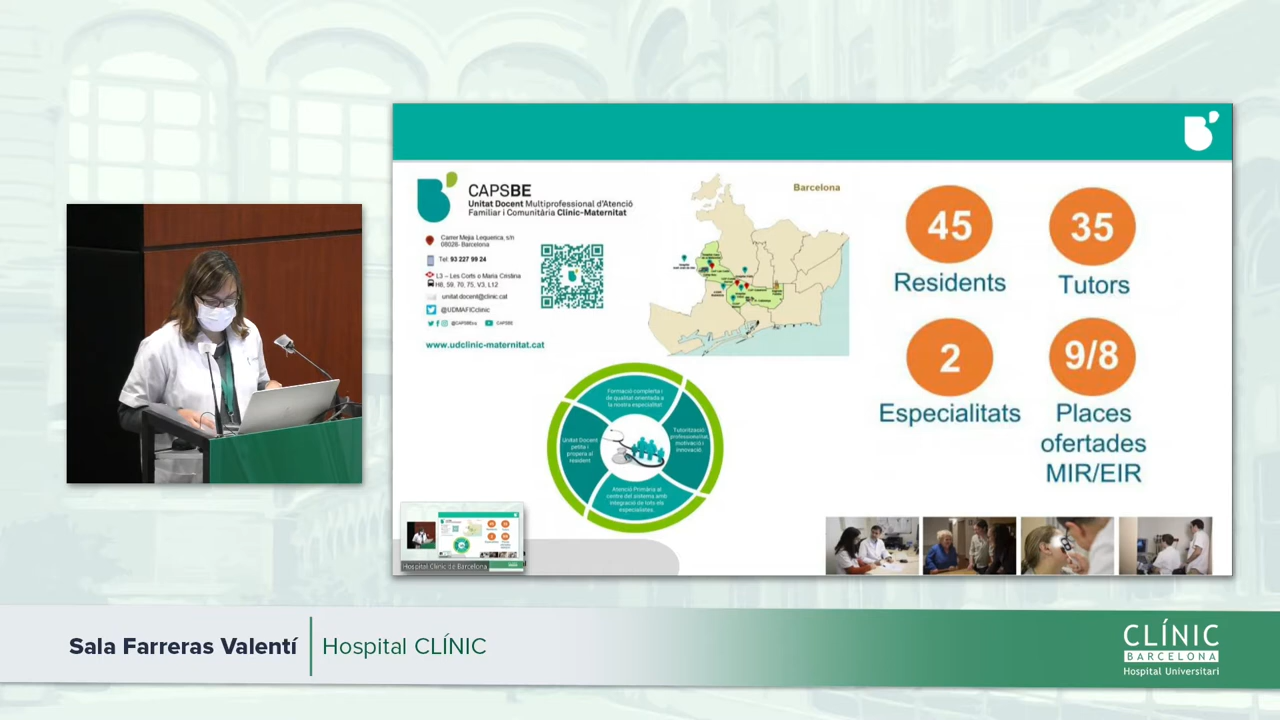 CAPSBE
Unitat Docent Multiprofesional d'Atenció
Familiar i Comunitària Clínic-Maternitat
Carrer Mejia Lequerica, s/n
08028- Barcelona
Tel: 93 227 99 24
L3 – Les Corts o Maria Cristina
H6, 59, 70, 75, V3, L12
unitat.docent@clinic.cat
@UDMAFICclinic
CAPSBE
www.udclinic-maternitat.cat
Barcelona
45
Residents
35
Tutors
2
Especialitats
9/8
Places
ofertades
MIR/EIR
Formació complerta i
de qualitat orientada a
la nostra especialitat
Unitat Docent
petita i
propera al
resident
Tutorització:
professionalitat,
motivació i
innovació.
Atenció Primària al
centre del sistema amb
integració de tots els
especialistes.
Hospital Clínic de Barcelona
Sala Farreras Valentí
Hospital CLÍNIC
CLÍNIC
BARCELONA
Hospital Universitari